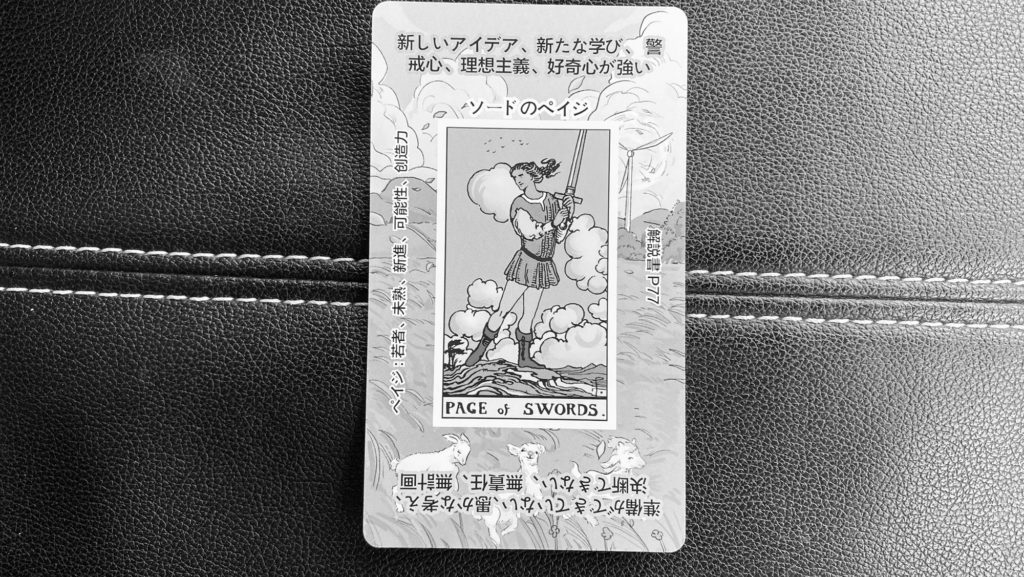 新しいアイデア、新たな学び、警
戒心、理想主義、好奇心が強い
ソードのペイジ
ペイジ：若者、未熟、新進、可能性、创造力
解説書 P77
PAGE of SWORDS.
準備ができていない、愚かな考え、
決断できない、無責任、無計画